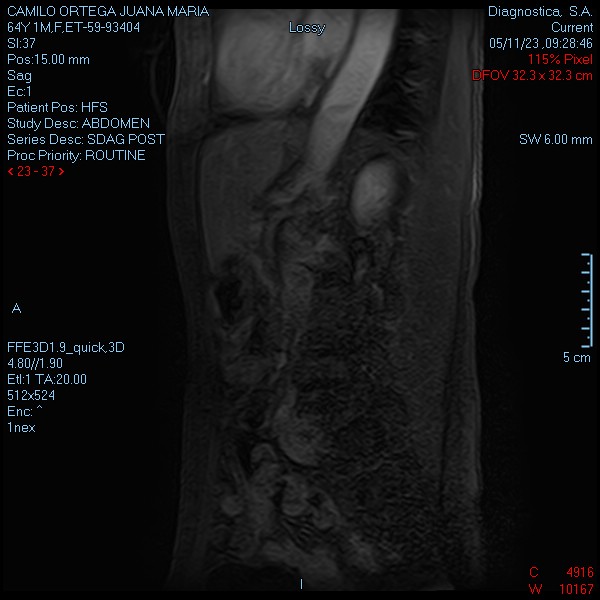 CAMILO ORTEGA JUANA MARIA
64Y 1M,F,ET-59-93404
Sl:37
Pos:15.00 mm
Sag
Ec:1
Patient Pos: HFS
Study Desc: ABDOMEN
Series Desc: SDAG POST
Proc Priority: ROUTINE
< 23 - 37 >
Lossy
Diagnostica, S.A.
Current
05/11/23 ,09:28:46
115% Pixel
DFOV 32.3 x 32.3 cm
SW 6.00 mm
A
5 cm
FFE3D1.9_quick,3D
4.80//1.90
Etl:1 TA:20.00
512x524
Enc: ^
1nex
I
C 4916
W 10167